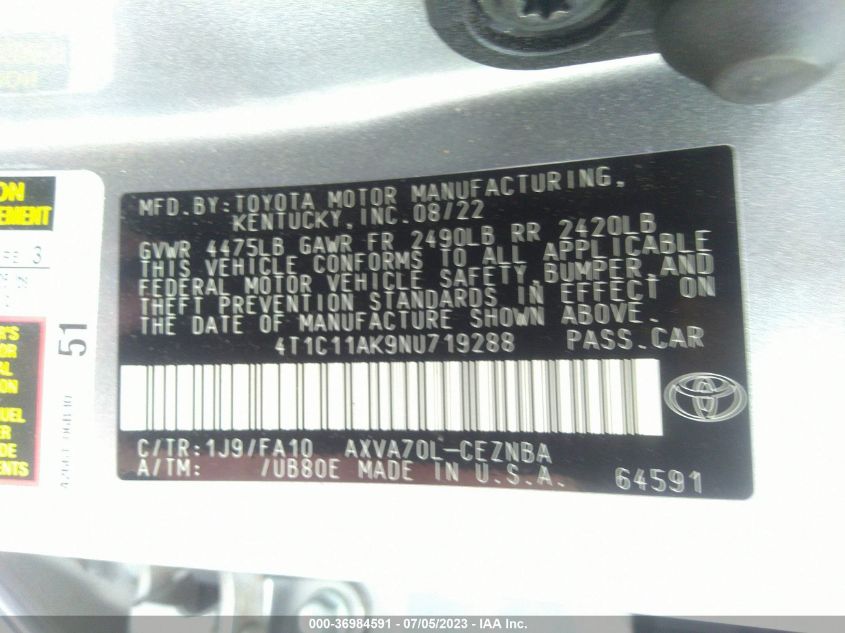 MFD. BY: TOYOTA MOTOR MANUFACTURING,
KENTUCKY, INC. 08/22
GVWR 4475LB GAWR FR 2490LB RR 2420LB
THIS VEHICLE CONFORMS TO ALL APPLICABLE
FEDERAL MOTOR VEHICLE SAFETY, BUMPER, AND
THEFT PREVENTION STANDARDS IN EFFECT ON
THE DATE OF MANUFACTURE SHOWN ABOVE.
4T1C11AK9NU719288 PASS. CAR
C/TR: 1J9/FA10 AXVA70L-CEZNBA
A/TM: /UB80E MADE IN U.S.A.
64591
51
000-36984591 - 07/05/2023 - IAA Inc.